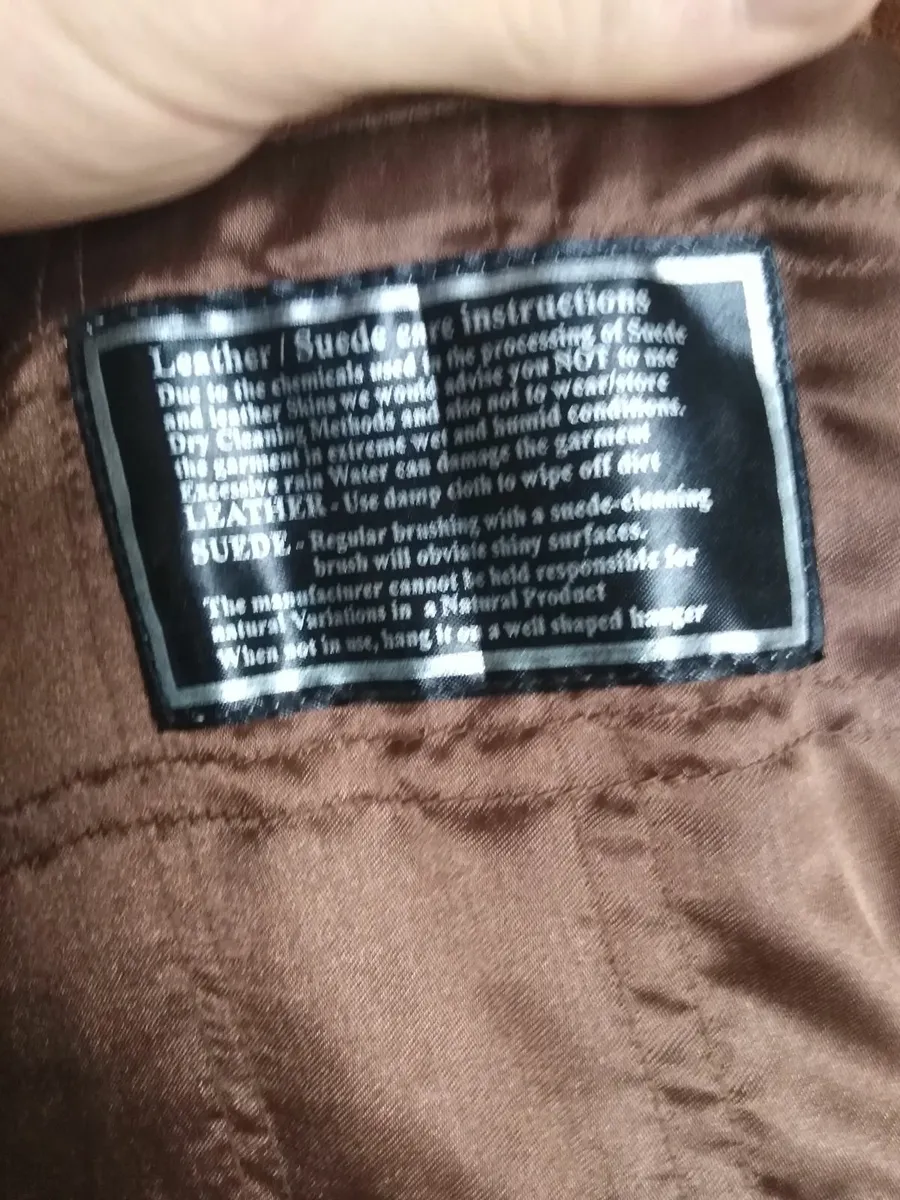 Leather / Suede care instructions
Due to the chemicals used in the processing of Suede
and leather Skins we would advise you NOT to use
Dry Cleaning Methods and also not to wear/store
the garment in extreme wet and humid conditions.
Excessive rain Water can damage the garment
LEATHER - Use damp cloth to wipe off dirt
SUEDE - Regular brushing with a suede-cleaning
brush will obviate shiny surfaces.
The manufacturer cannot be held responsible for
natural Variations in a Natural Product
When not in use, hang it on a well shaped hanger